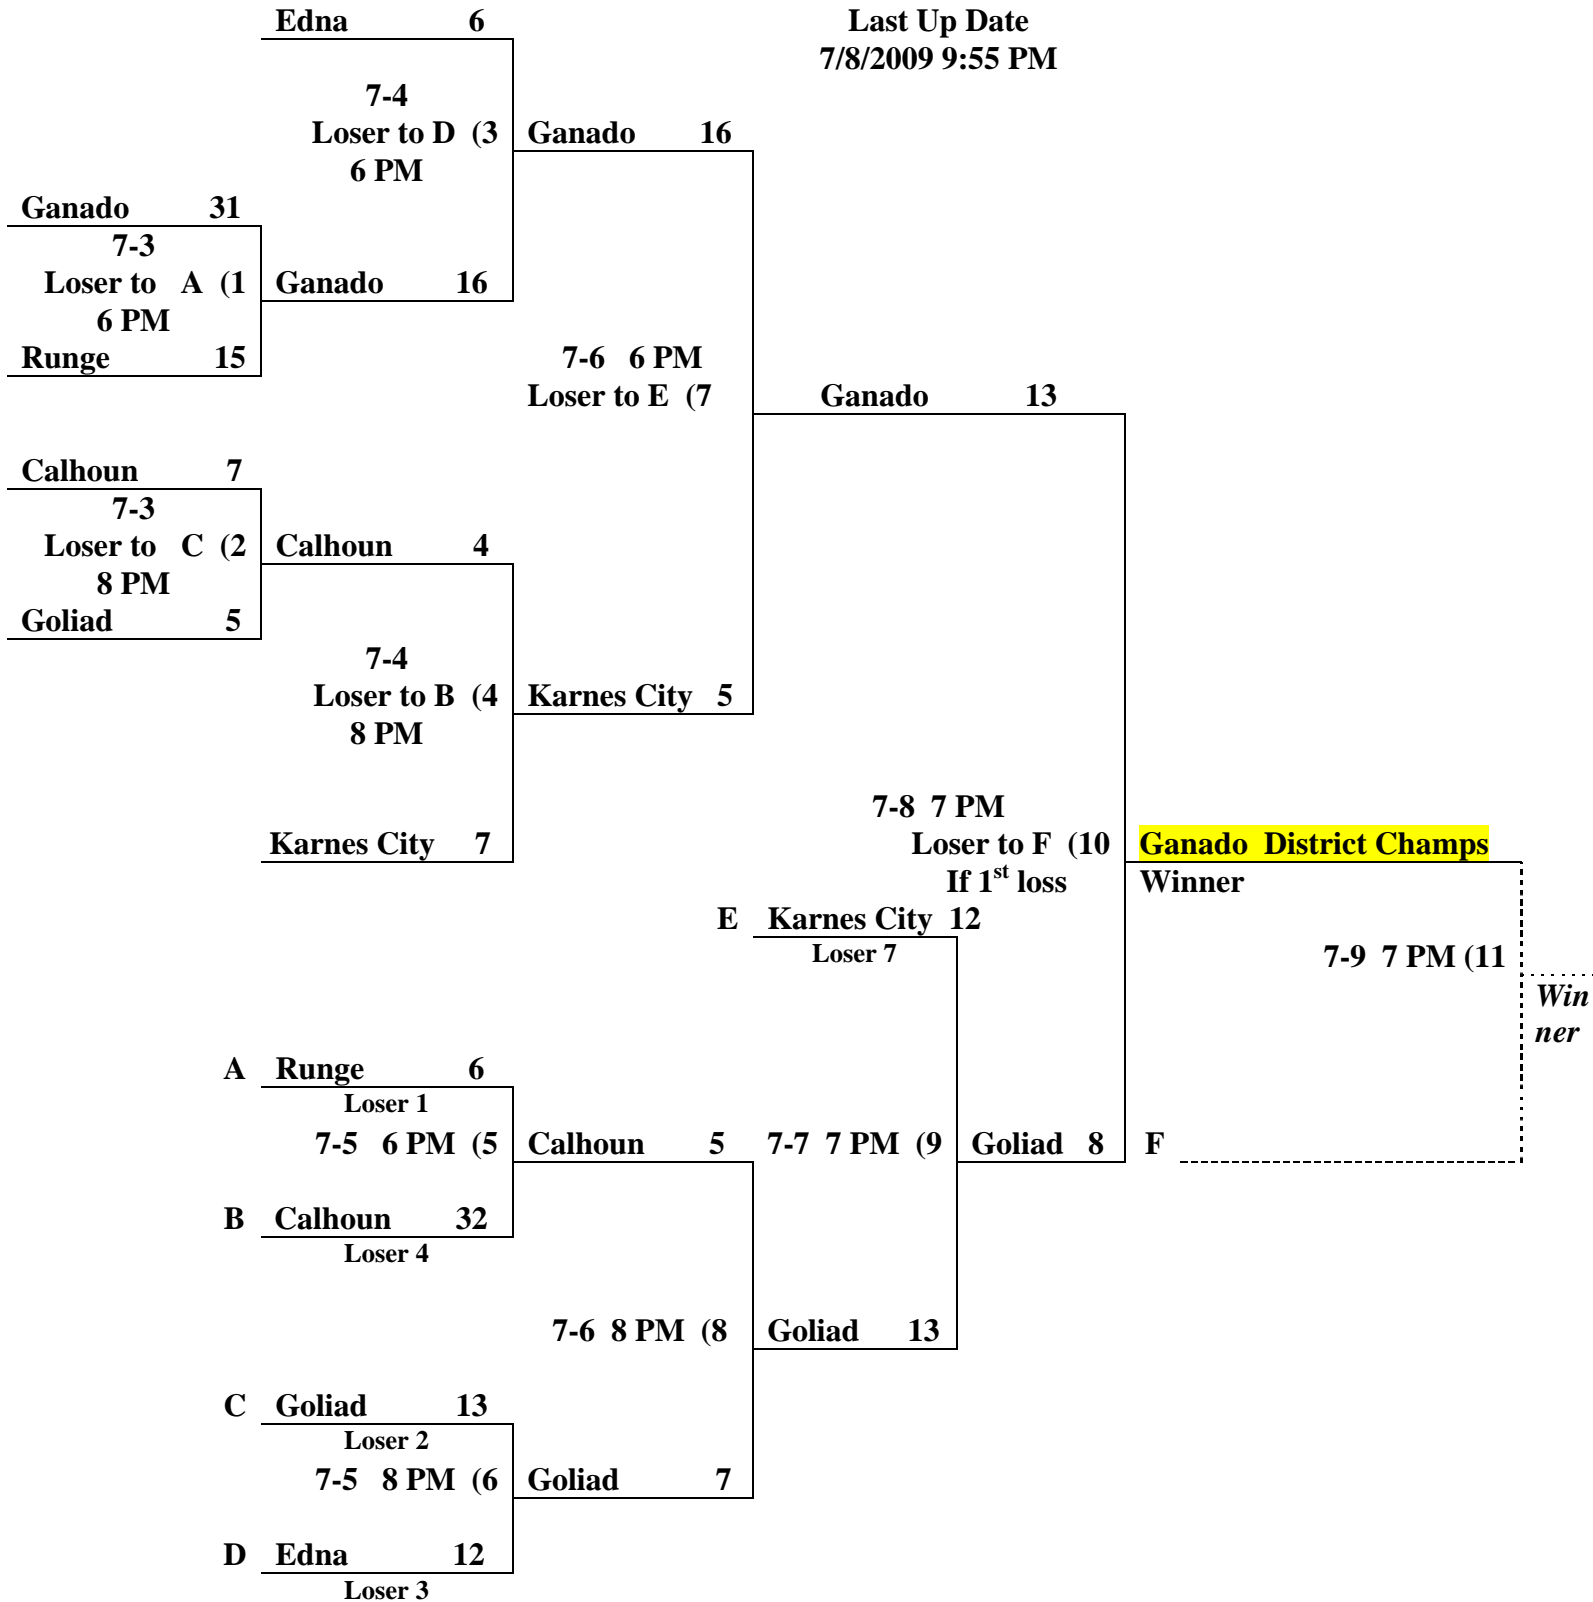 Edna 6
Last Up Date
7/8/2009 9:55 PM
7-4
Loser to D (3
6 PM
Ganado 16
Ganado 31
7-3
Loser to A (1
6 PM
Runge 15
Ganado 16
7-6 6 PM
Loser to E (7
Ganado 13
Calhoun 7
7-3
Loser to C (2
8 PM
Goliad 5
Calhoun 4
7-4
Loser to B (4
8 PM
Karnes City 5
Karnes City 7
7-8 7 PM
Loser to F (10
If 1st loss
Ganado District Champs
Winner
E Karnes City 12
Loser 7
7-9 7 PM (11
Win
ner
A Runge 6
Loser 1
7-5 6 PM (5
Calhoun 5
7-7 7 PM (9
Goliad 8
F
B Calhoun 32
Loser 4
7-6 8 PM (8
Goliad 13
C Goliad 13
Loser 2
7-5 8 PM (6
Goliad 7
D Edna 12
Loser 3